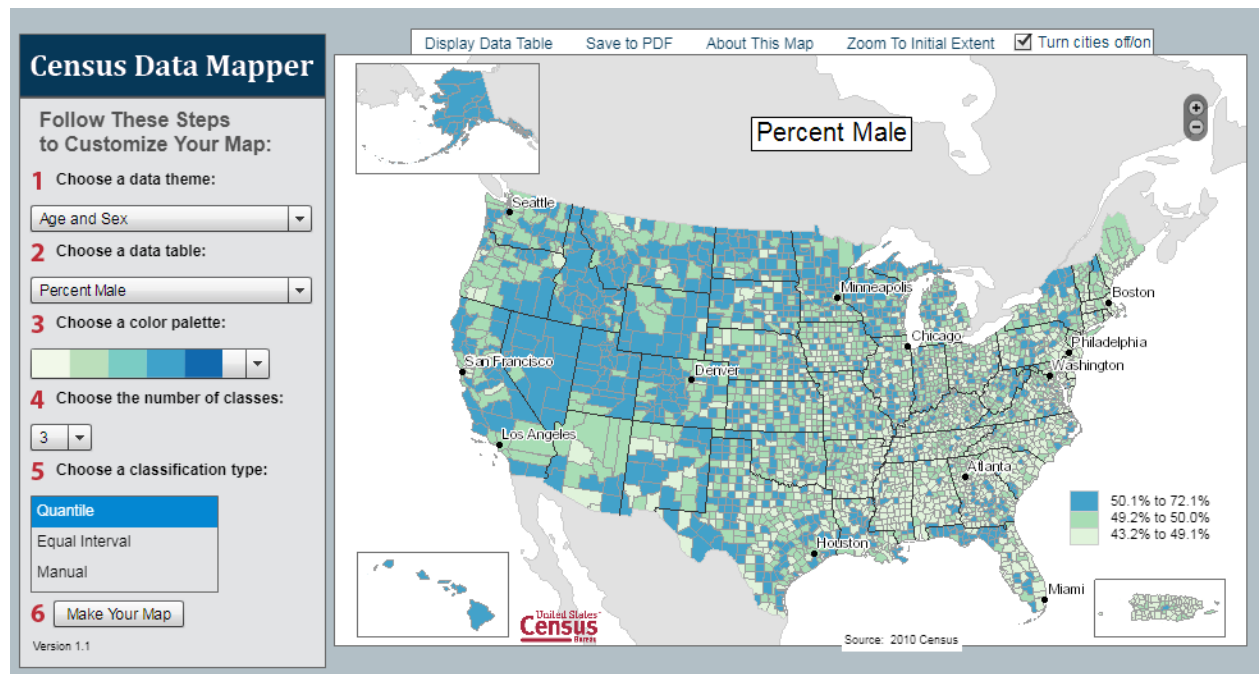 Census Data Mapper
Follow These Steps
to Customize Your Map:
1 Choose a data theme:
Age and Sex
2 Choose a data table:
Percent Male
3 Choose a color palette:
4 Choose the number of classes:
3
5 Choose a classification type:
Quantile
Equal Interval
Manual
6 Make Your Map
Version 1.1
Display Data Table Save to PDF About This Map Zoom To Initial Extent Turn cities off/on
Percent Male
Seattle
Minneapolis
Boston
Chicago
Philadelphia
San Francisco
Washington
Denver
Los Angeles
Atlanta
50.1% to 72.1%
49.2% to 50.0%
43.2% to 49.1%
Houston
Miami
United States
Census
Bureau
Source: 2010 Census